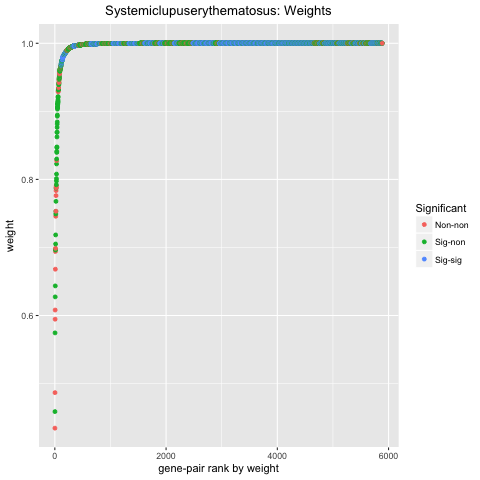 Systemiclupuserythematosus: Weights
1.0
0.8
0.6
weight
0
2000
4000
6000
gene-pair rank by weight
Significant
Non-non
Sig-non
Sig-sig